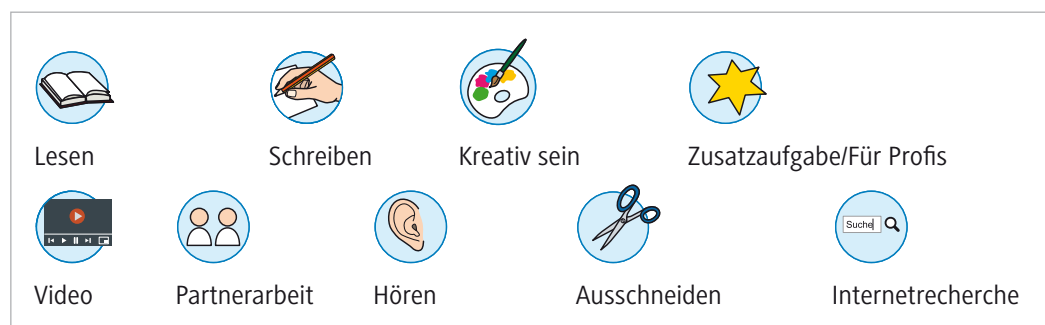 Lesen Schreiben Kreativ sein Zusatzaufgabe/Für Profis
Suche
Video Partnerarbeit Hören Ausschneiden Internetrecherche